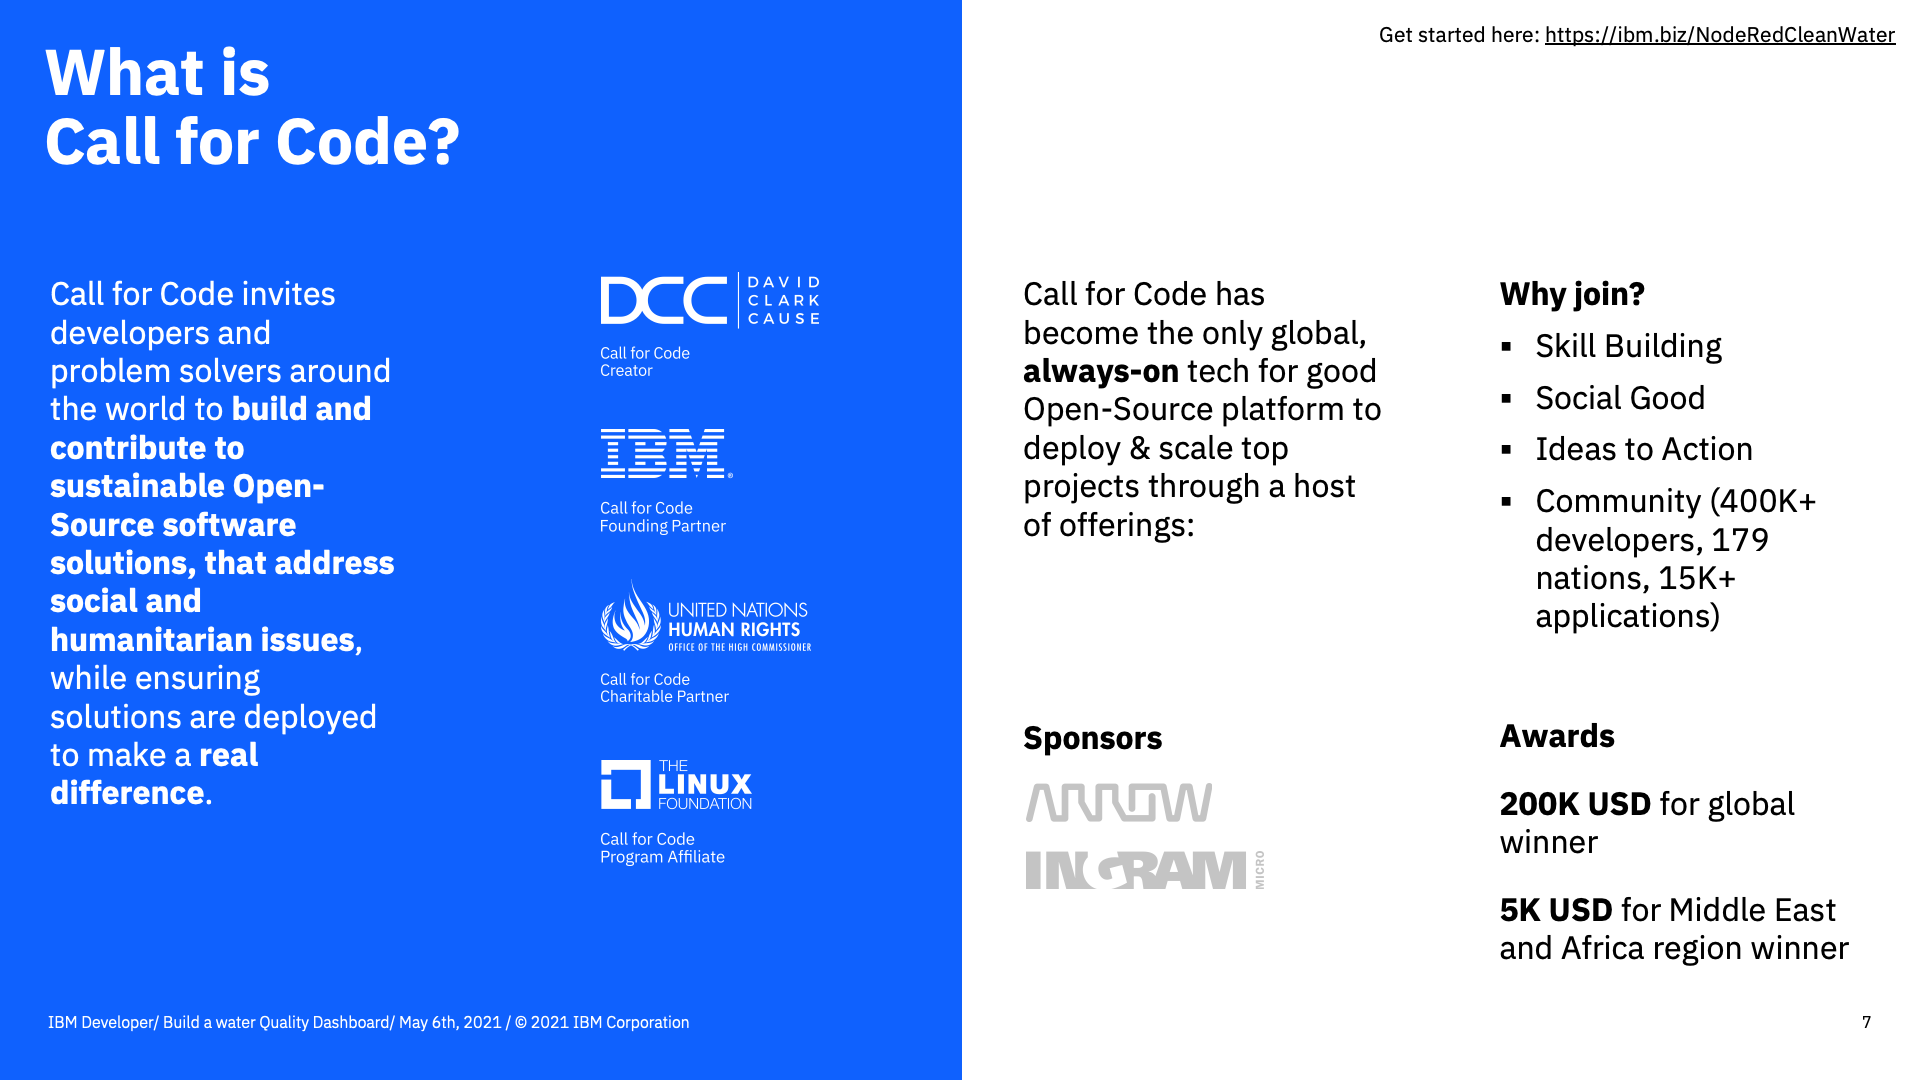 Get started here: https://ibm.biz/NodeRedCleanWater
What is
Call for Code?
Call for Code invites
developers and
problem solvers around
the world to build and
contribute to
sustainable Open-
Source software
solutions, that address
social and
humanitarian issues,
while ensuring
solutions are deployed
to make a real
difference.
DCC
DAVID
CLARK
CAUSE
Call for Code
Creator
IBM®
Call for Code
Founding Partner
UNITED NATIONS
HUMAN RIGHTS
OFFICE OF THE HIGH COMMISSIONER
Call for Code
Charitable Partner
THE
LINUX
FOUNDATION
Call for Code
Program Affiliate
Call for Code has
become the only global,
always-on tech for good
Open-Source platform to
deploy & scale top
projects through a host
of offerings:
Sponsors
ARROW
INGRAM MICRO
Why join?
▪ Skill Building
▪ Social Good
▪ Ideas to Action
▪ Community (400K+
developers, 179
nations, 15K+
applications)
Awards
200K USD for global
winner
5K USD for Middle East
and Africa region winner
IBM Developer/ Build a water Quality Dashboard/ May 6th, 2021 / © 2021 IBM Corporation
7